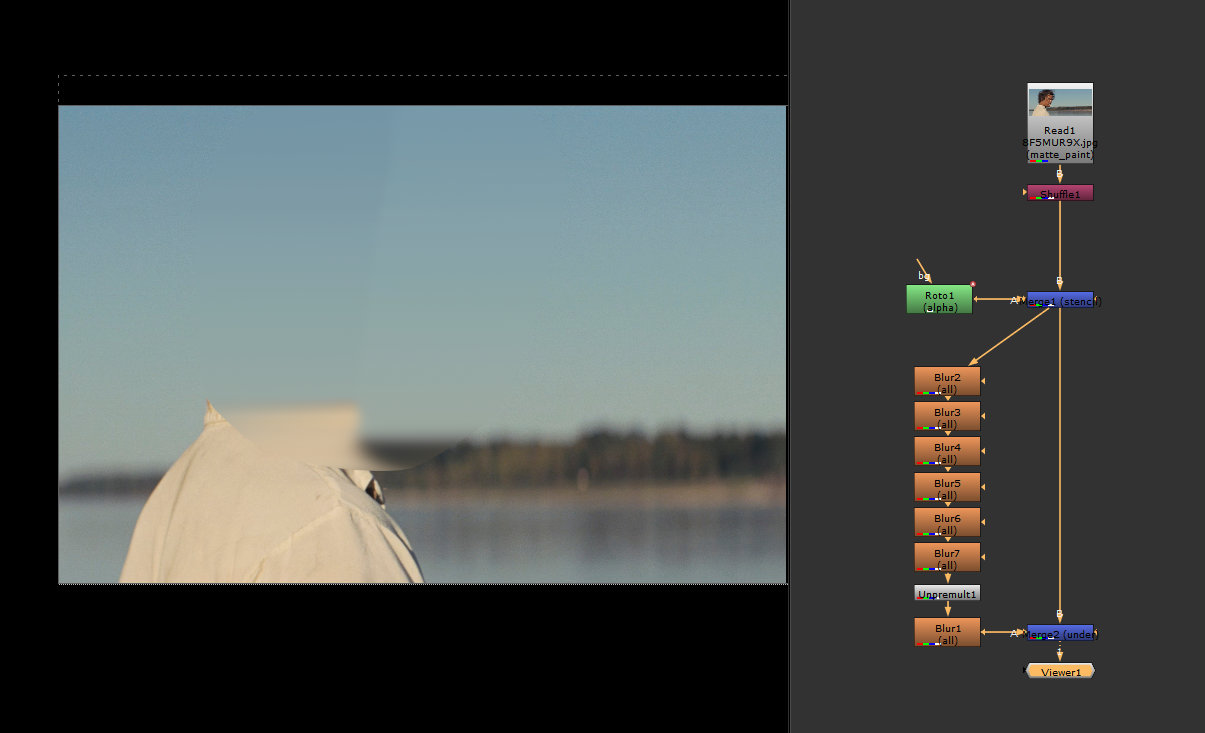 Read1
8F5MUR9X.jpg
(matte_paint)
B
Shuffle1
bg
B
Roto1
(alpha)
A
Merge1 (stencil)
Blur2
(all)
Blur3
(all)
Blur4
(all)
Blur5
(all)
Blur6
(all)
Blur7
(all)
Unpremult1
B
Blur1
(all)
A
Merge2 (under)
1
Viewer1